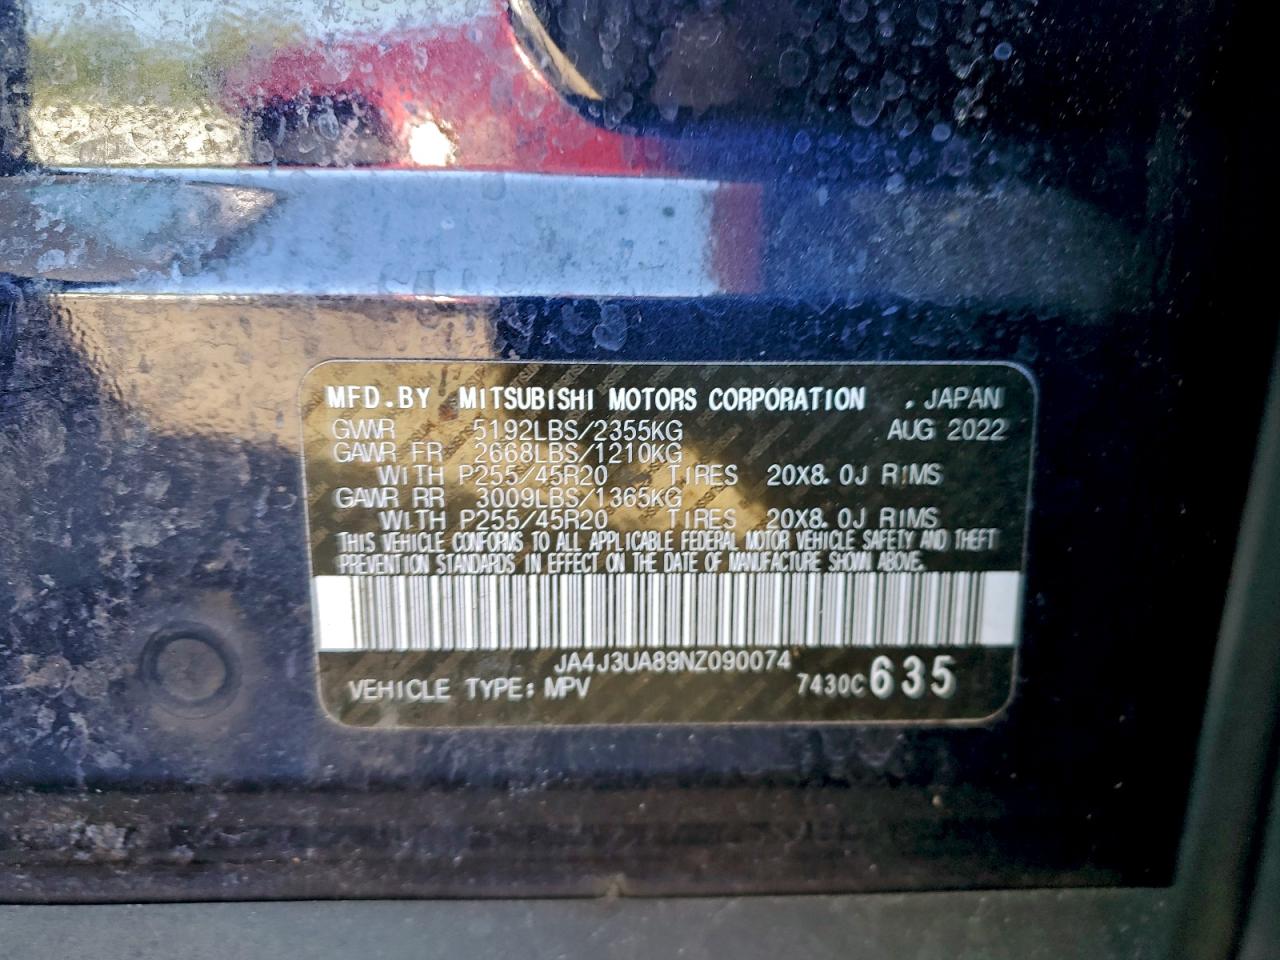 MFD.BY MITSUBISHI MOTORS CORPORATION . JAPAN
GVWR 5192LBS/2355KG AUG 2022
GAWR FR 2668LBS/1210KG
WITH P255/45R20 TIRES 20X8.0J RIMS
GAWR RR 3009LBS/1365KG
WITH P255/45R20 TIRES 20X8.0J RIMS
THIS VEHICLE CONFORMS TO ALL APPLICABLE FEDERAL MOTOR VEHICLE SAFETY AND THEFT
PREVENTION STANDARDS IN EFFECT ON THE DATE OF MANUFACTURE SHOWN ABOVE.
JA4J3UA89NZ090074
VEHICLE TYPE: MPV 7430C 635